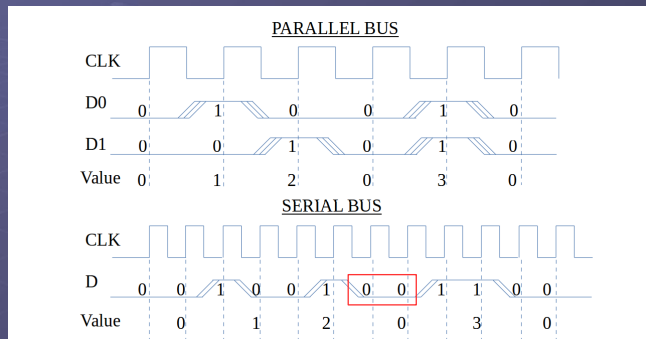 PARALLEL BUS
CLK
D0 0 1 0 0 1 0
D1 0 0 1 0 1 0
Value 0 1 2 0 3 0
SERIAL BUS
CLK
D 0 0 1 0 0 1 0 0 1 1 0 0
Value 0 1 2 0 3 0